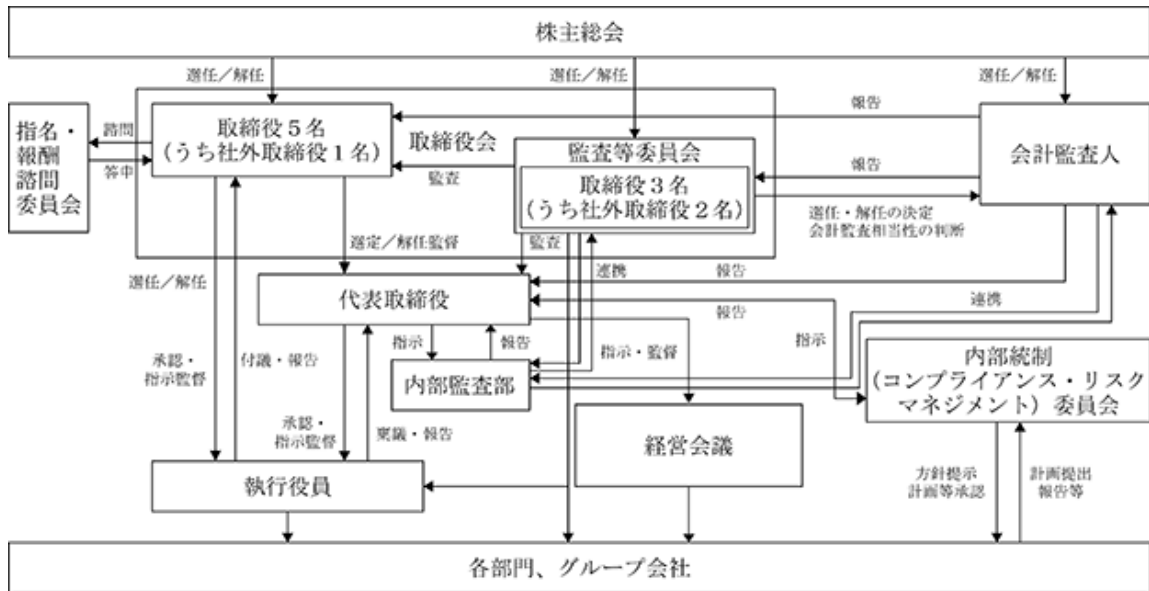 株主総会
選任／解任
選任／解任
選任／解任
報告
指名・
報酬
諮問
委員会
諮問
答申
取締役５名
（うち社外取締役１名）
取締役会
監査
監査等委員会
取締役３名
（うち社外取締役２名）
報告
会計監査人
選任・解任の決定
会計監査相当性の判断
選定／解任監督
監査
選任／解任
連携
報告
連携
代表取締役
報告
指示
承認・
指示監督
付議・報告
指示
報告
指示・監督
内部監査部
内部統制
（コンプライアンス・リスク
マネジメント）委員会
承認・
指示監督
稟議・報告
経営会議
執行役員
方針提示
計画等承認
計画提出
報告等
各部門、グループ会社